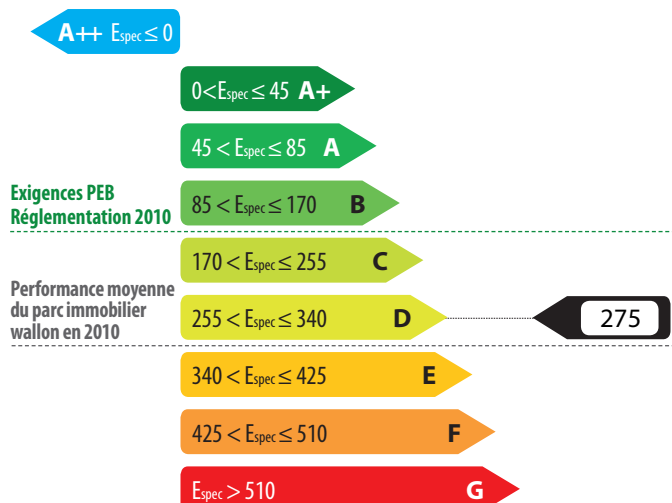 A++ Espec ≤ 0
0<Espec ≤ 45 A+
45 < Espec ≤ 85 A
Exigences PEB
Réglementation 2010
85 < Espec ≤ 170 B
170 < Espec ≤ 255 C
Performance moyenne
du parc immobilier
wallon en 2010
255 < Espec ≤ 340 D
275
340 < Espec ≤ 425 E
425 < Espec ≤ 510 F
Espec > 510 G